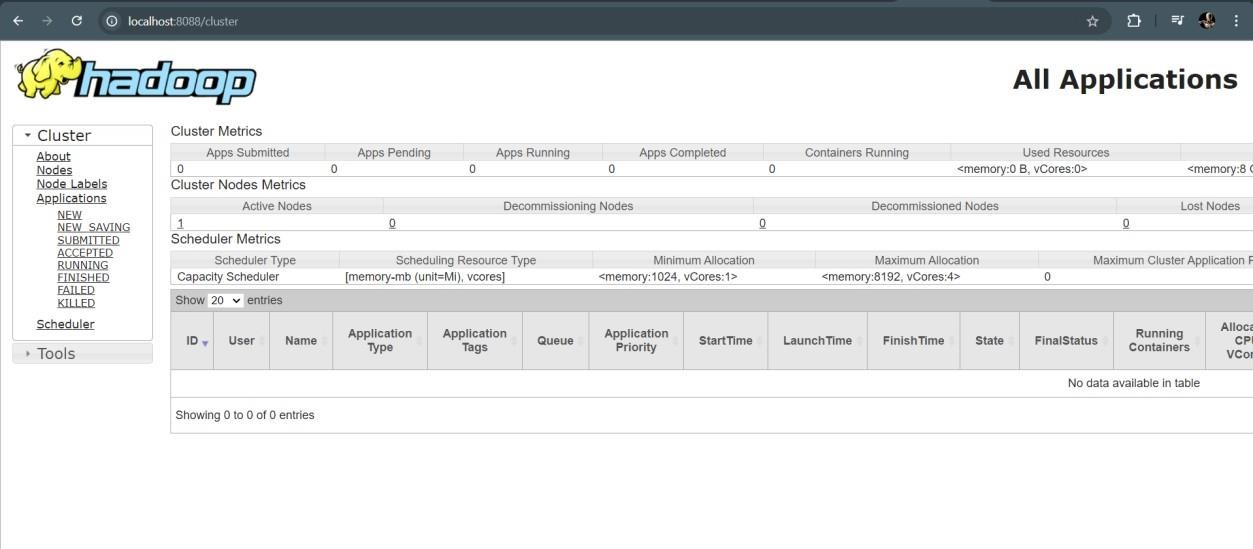 localhost:8088/cluster
hadoop
All Applications
Cluster
About
Nodes
Node Labels
Applications
NEW
NEW_SAVING
SUBMITTED
ACCEPTED
RUNNING
FINISHED
FAILED
KILLED
Scheduler
Tools
Cluster Metrics
Apps Submitted Apps Pending Apps Running Apps Completed Containers Running Used Resources
0 0 0 0 0 <memory:0 B, vCores:0> <memory:8
Cluster Nodes Metrics
Active Nodes Decommissioning Nodes Decommissioned Nodes Lost Nodes
1 0 0 0
Scheduler Metrics
Scheduler Type Scheduling Resource Type Minimum Allocation Maximum Allocation Maximum Cluster Application
Capacity Scheduler [memory-mb (unit=Mi), vcores] <memory:1024, vCores:1> <memory:8192, vCores:4> 0
Show 20 entries
ID User Name Application Type Application Tags Queue Application Priority StartTime LaunchTime FinishTime State FinalStatus Running Containers
No data available in table
Showing 0 to 0 of 0 entries